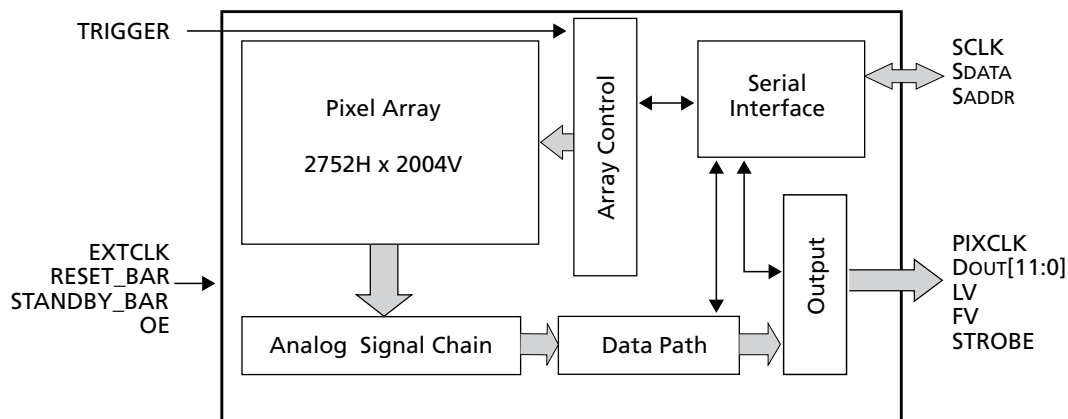 TRIGGER
Pixel Array
2752H x 2004V
Array Control
Serial
Interface
SCLK
SDATA
SADDR
EXTCLK
RESET_BAR
STANDBY_BAR
OE
Analog Signal Chain
Data Path
Output
PIXCLK
DOUT[11:0]
LV
FV
STROBE